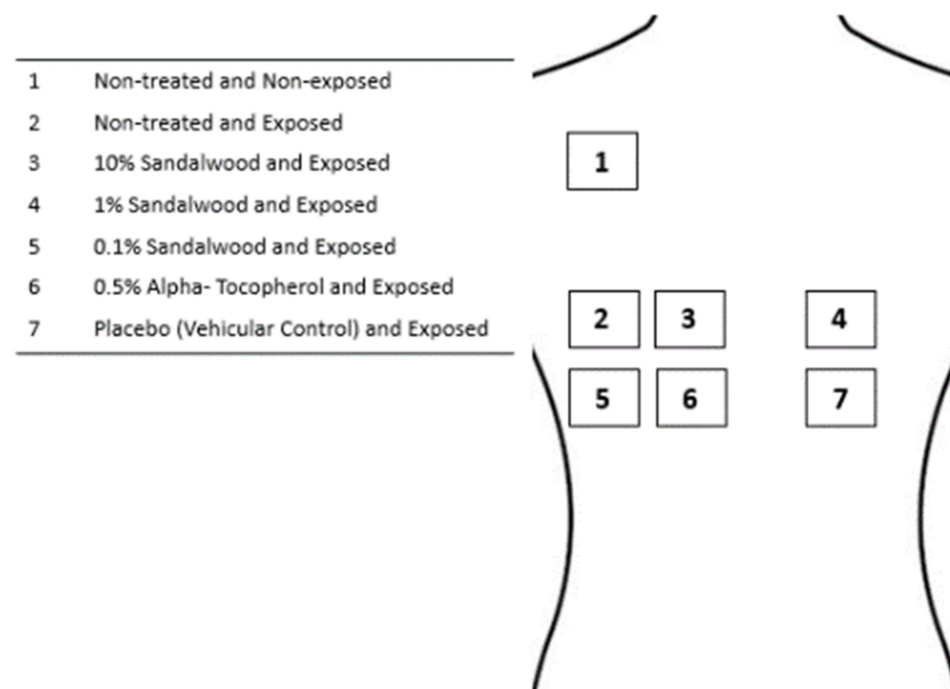 1 Non-treated and Non-exposed
2 Non-treated and Exposed
3 10% Sandalwood and Exposed
4 1% Sandalwood and Exposed
5 0.1% Sandalwood and Exposed
6 0.5% Alpha- Tocopherol and Exposed
7 Placebo (Vehicular Control) and Exposed
1
2 3 4
5 6 7